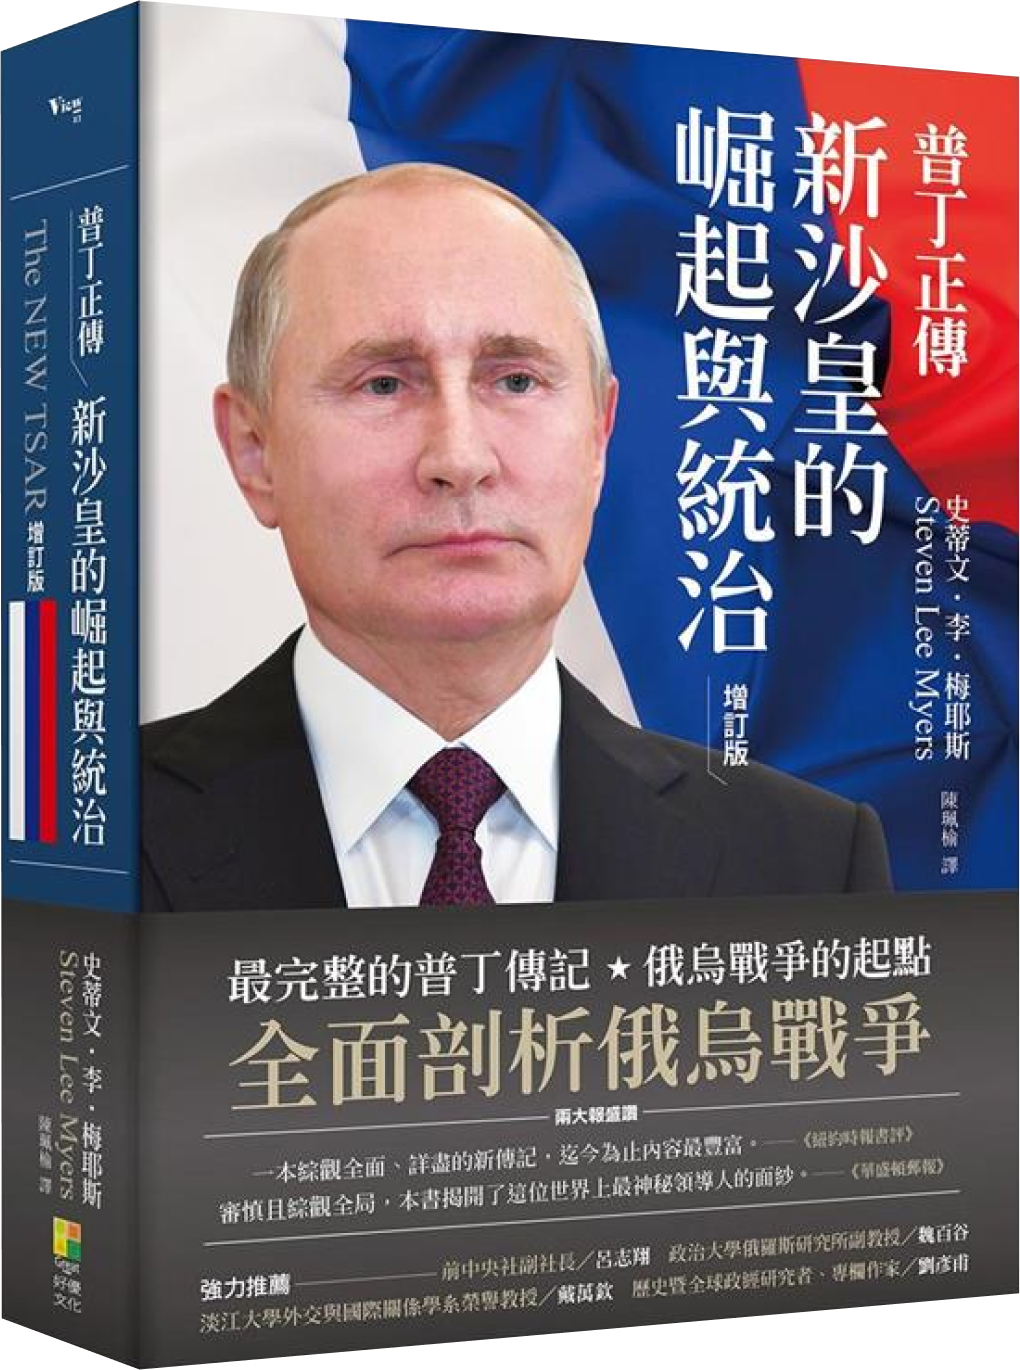 View
87
普丁正傳
新沙皇的崛起與統治
The NEW TSAR 增訂版
史蒂文・李・梅耶斯
Steven Lee Myers
陳珮榆 譯
好優
文化
普丁正傳
新沙皇的
崛起與統治
增訂版
史蒂文・李・梅耶斯
Steven Lee Myers
陳珮榆 譯
最完整的普丁傳記 ★ 俄烏戰爭的起點
全面剖析俄烏戰爭
兩大報盛讚
一本綜觀全面、詳盡的新傳記，迄今為止內容最豐富。——《紐約時報書評》
審慎且綜觀全局，本書揭開了這位世界上最神秘領導人的面紗。——《華盛頓郵報》
強力推薦 前中央社副社長／呂志翔 政治大學俄羅斯研究所副教授／魏百谷
淡江大學外交與國際關係學系榮譽教授／戴萬欽 歷史暨全球政經研究者、專欄作家／劉彥甫